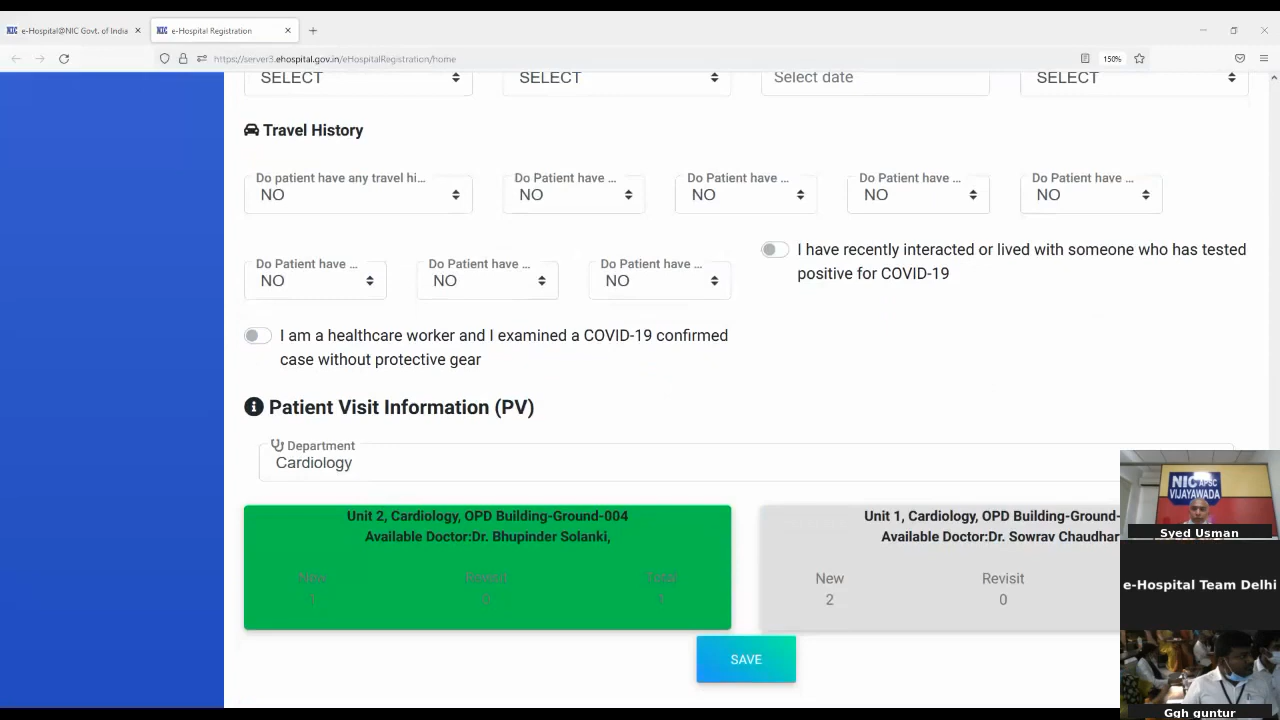 e-Hospital@NIC Govt. of India
e-Hospital Registration
https://server3.ehospital.gov.in/eHospitalRegistration/home
150%
SELECT SELECT Select date SELECT
Travel History
Do patient have any travel hi... Do Patient have ... Do Patient have ... Do Patient have ... Do Patient have ...
NO NO NO NO NO
I have recently interacted or lived with someone who has tested
positive for COVID-19
Do Patient have ... Do Patient have ... Do Patient have ...
NO NO NO
I am a healthcare worker and I examined a COVID-19 confirmed
case without protective gear
Patient Visit Information (PV)
Department
Cardiology
Unit 2, Cardiology, OPD Building-Ground-004
Available Doctor:Dr. Bhupinder Solanki,
New Revisit Total
1 0
Unit 1, Cardiology, OPD Building-Ground-
Available Doctor:Dr. Sowrav Chaudhar
New Revisit
2 0
SAVE
NIC APSC
VIJAYAWADA
Syed Usman
e-Hospital Team Delhi
Ggh guntur